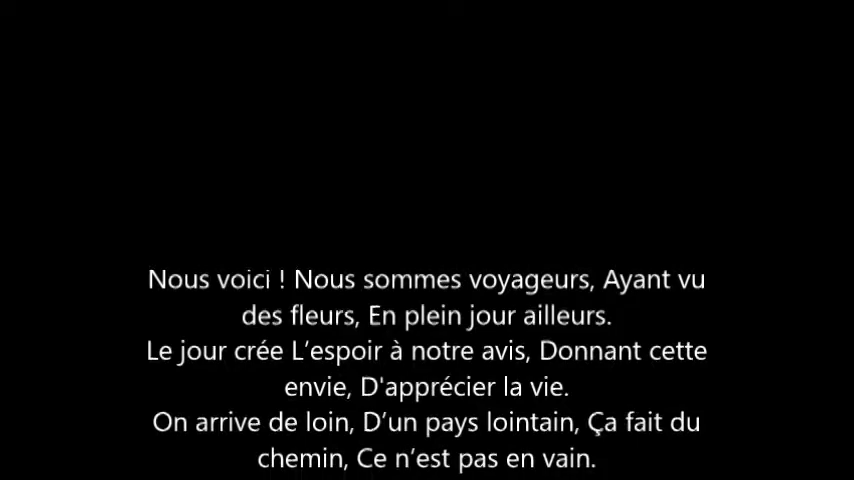 Nous voici ! Nous sommes voyageurs, Ayant vu
des fleurs, En plein jour ailleurs.
Le jour crée L’espoir à notre avis, Donnant cette
envie, D'apprécier la vie.
On arrive de loin, D’un pays lointain, Ça fait du
chemin, Ce n’est pas en vain.